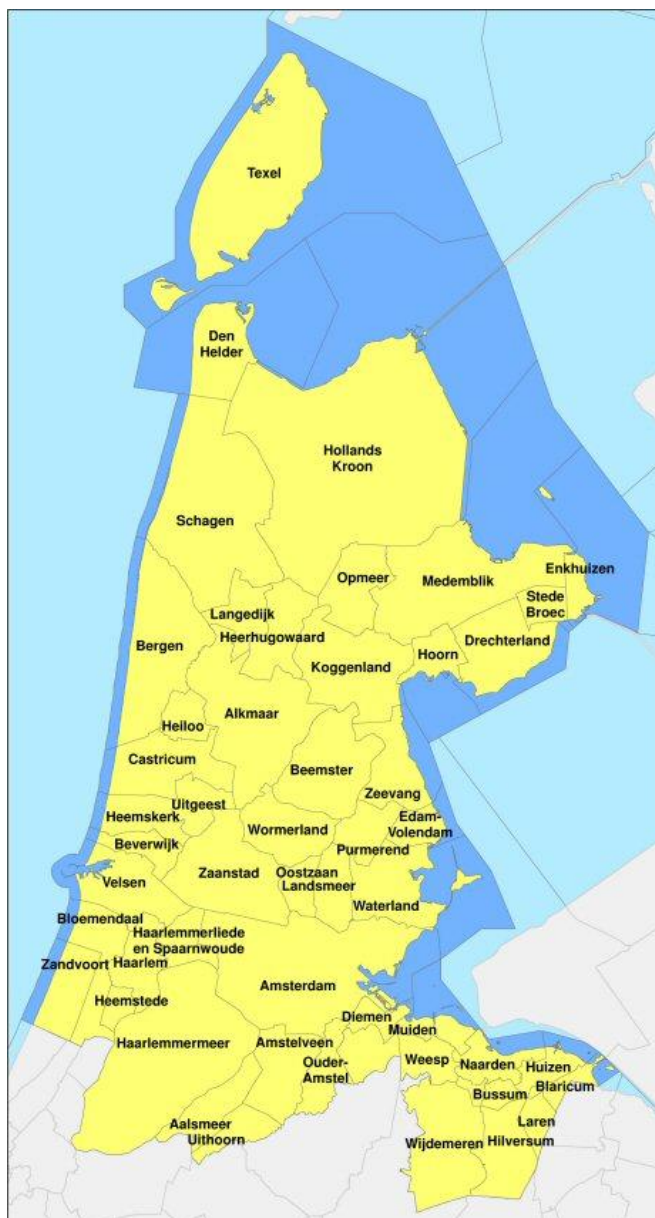 Texel
Den
Helder
Hollands
Kroon
Schagen
Opmeer
Medemblik
Enkhuizen
Stede
Broec
Langedijk
Heerhugowaard
Drechterland
Bergen
Hoorn
Koggenland
Alkmaar
Heiloo
Castricum
Beemster
Zeevang
Uitgeest
Heemskerk
Edam-
Volendam
Wormerland
Beverwijk
Purmerend
Zaanstad
Oostzaan
Landsmeer
Velsen
Waterland
Bloemendaal
Haarlemmerliede
en Spaarnwoude
Zandvoort
Haarlem
Amsterdam
Heemstede
Diemen
Muiden
Haarlemmermeer
Amstelveen
Ouder-
Amstel
Weesp
Naarden
Huizen
Blaricum
Bussum
Aalsmeer
Uithoorn
Laren
Wijdemeren
Hilversum